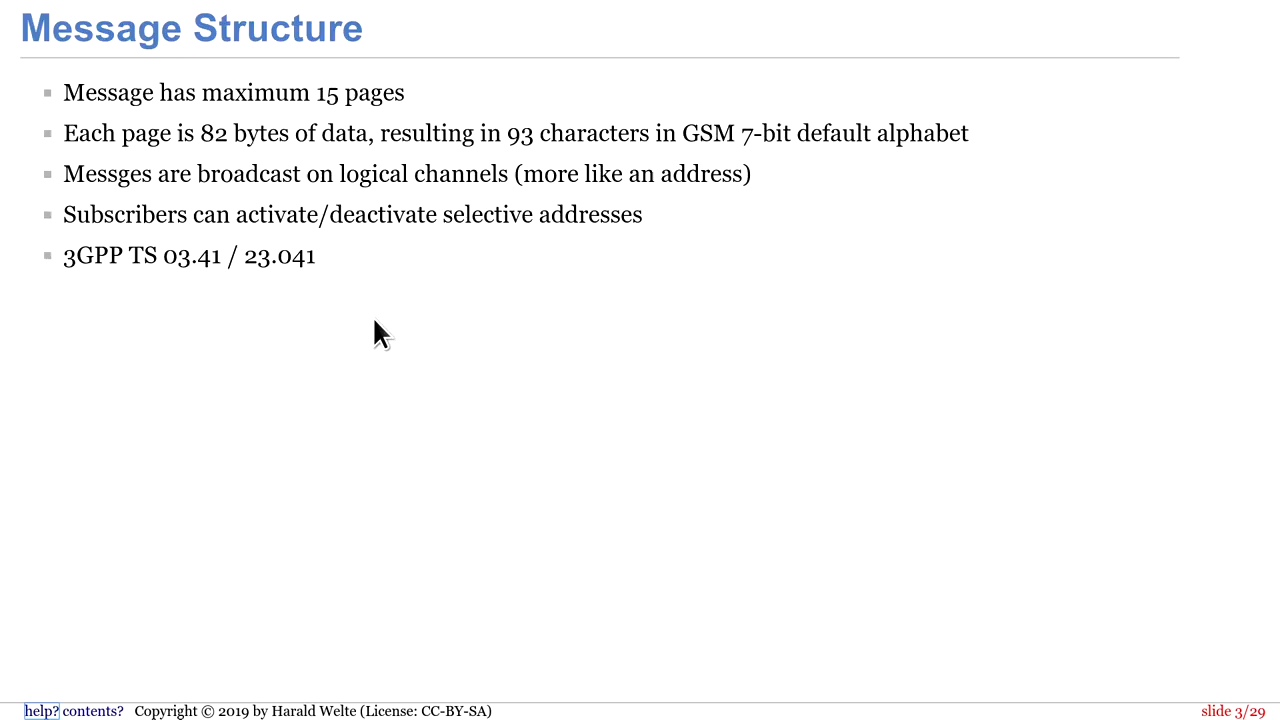 Message Structure
Message has maximum 15 pages
Each page is 82 bytes of data, resulting in 93 characters in GSM 7-bit default alphabet
Messges are broadcast on logical channels (more like an address)
Subscribers can activate/deactivate selective addresses
3GPP TS 03.41 / 23.041
help? contents? Copyright © 2019 by Harald Welte (License: CC-BY-SA) slide 3/29